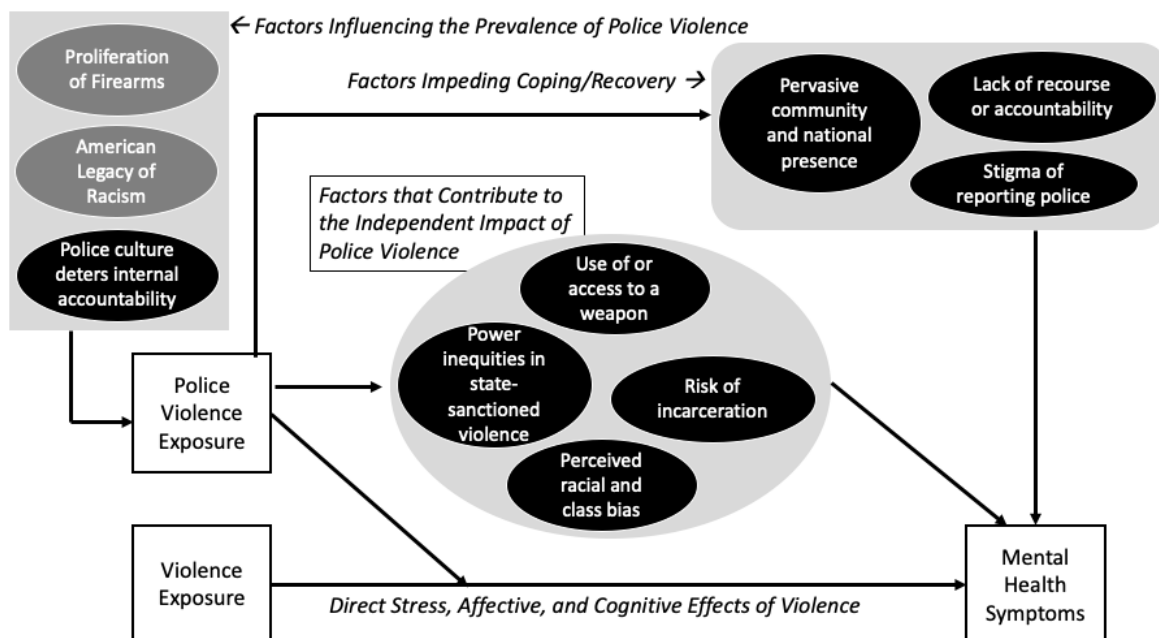 ← Factors Influencing the Prevalence of Police Violence
Proliferation
of Firearms
American
Legacy of
Racism
Police culture
deters internal
accountability
Factors Impeding Coping/Recovery →
Pervasive
community
and national
presence
Lack of recourse
or accountability
Stigma of
reporting police
Factors that Contribute to
the Independent Impact of
Police Violence
Use of or
access to a
weapon
Power
inequities in
state-
sanctioned
violence
Risk of
incarceration
Perceived
racial and
class bias
Police
Violence
Exposure
Violence
Exposure
Direct Stress, Affective, and Cognitive Effects of Violence
Mental
Health
Symptoms